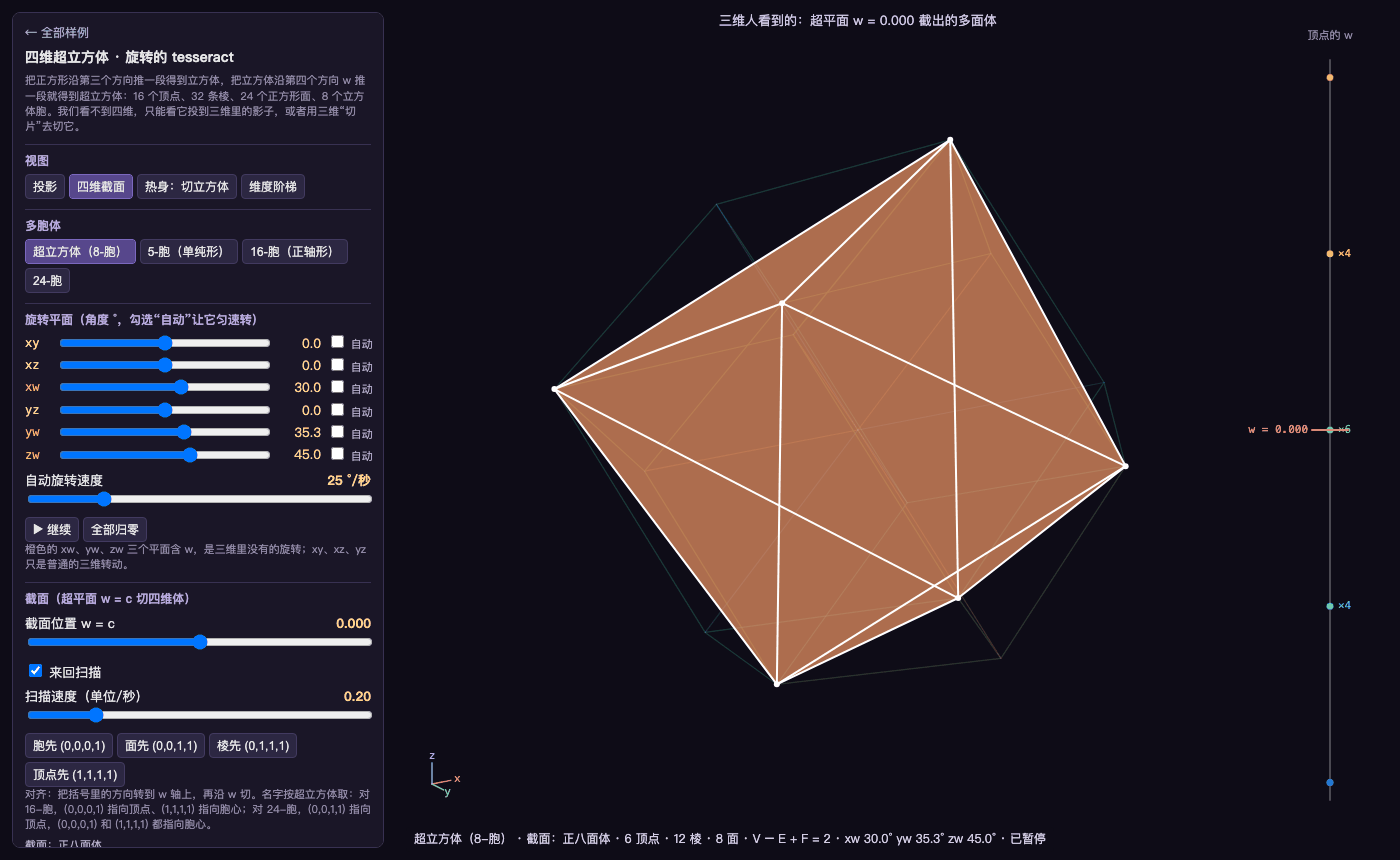 ← 全部样例
四维超立方体 · 旋转的 tesseract
把正方形沿第三个方向推一段得到立方体，把立方体沿第四个方向 w 推
一段就得到超立方体：16 个顶点、32 条棱、24 个正方形面、8 个立方
体胞。我们看不到四维，只能看它投到三维里的影子，或者用三维“切
片”去切它。
视图
投影 四维截面 热身：切立方体 维度阶梯
多胞体
超立方体（8-胞） 5-胞（单纯形） 16-胞（正轴形）
24-胞
旋转平面（角度 °，勾选“自动”让它匀速转）
xy 0.0 自动
xz 0.0 自动
xw 30.0 自动
yz 0.0 自动
yw 35.3 自动
zw 45.0 自动
自动旋转速度 25 °/秒
▶ 继续 全部归零
橙色的 xw、yw、zw 三个平面含 w，是三维里没有的旋转；xy、xz、yz
只是普通的三维转动。
截面（超平面 w = c 切四维体）
截面位置 w = c 0.000
来回扫描
扫描速度（单位/秒） 0.20
胞先 (0,0,0,1) 面先 (0,0,1,1) 棱先 (0,1,1,1)
顶点先 (1,1,1,1)
对齐：把括号里的方向转到 w 轴上，再沿 w 切。名字按超立方体取：对
16-胞，(0,0,0,1) 指向顶点、(1,1,1,1) 指向胞心；对 24-胞，(0,0,1,1) 指向
顶点，(0,0,0,1) 和 (1,1,1,1) 都指向胞心。
截面：正八面体
三维人看到的：超平面 w = 0.000 截出的多面体
顶点的 w
×4
w = 0.000 ×6
×4
z
x
y
超立方体（8-胞） · 截面：正八面体 · 6 顶点 · 12 棱 · 8 面 · V − E + F = 2 · xw 30.0° yw 35.3° zw 45.0° · 已暂停